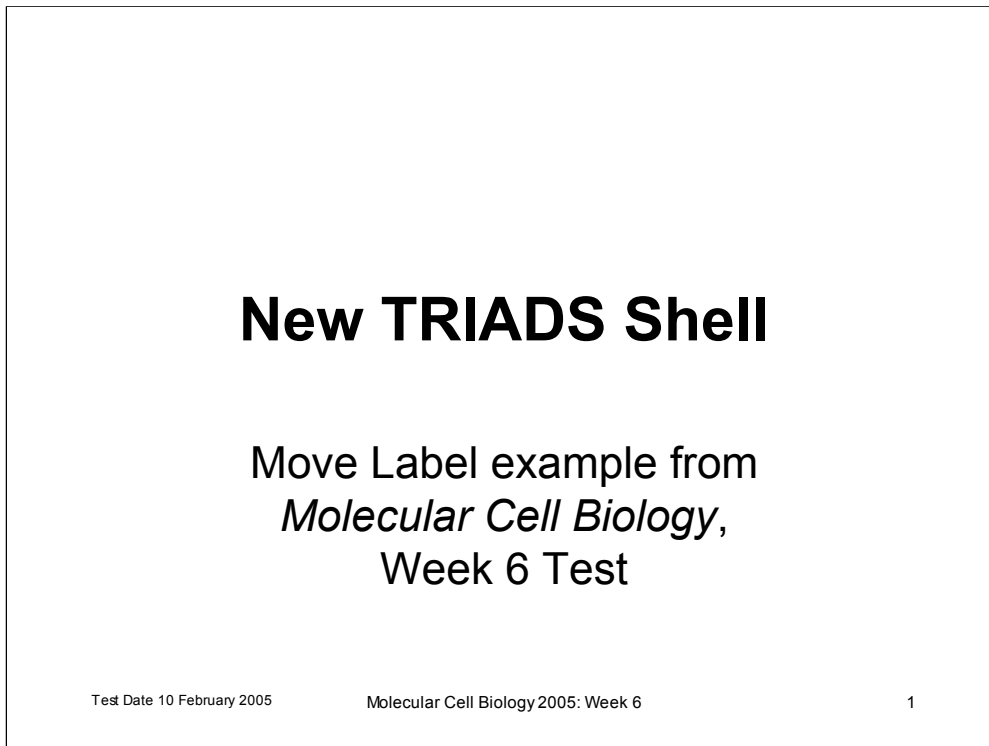 New TRIADS Shell
Move Label example from
Molecular Cell Biology,
Week 6 Test
Test Date 10 February 2005
Molecular Cell Biology 2005: Week 6
1